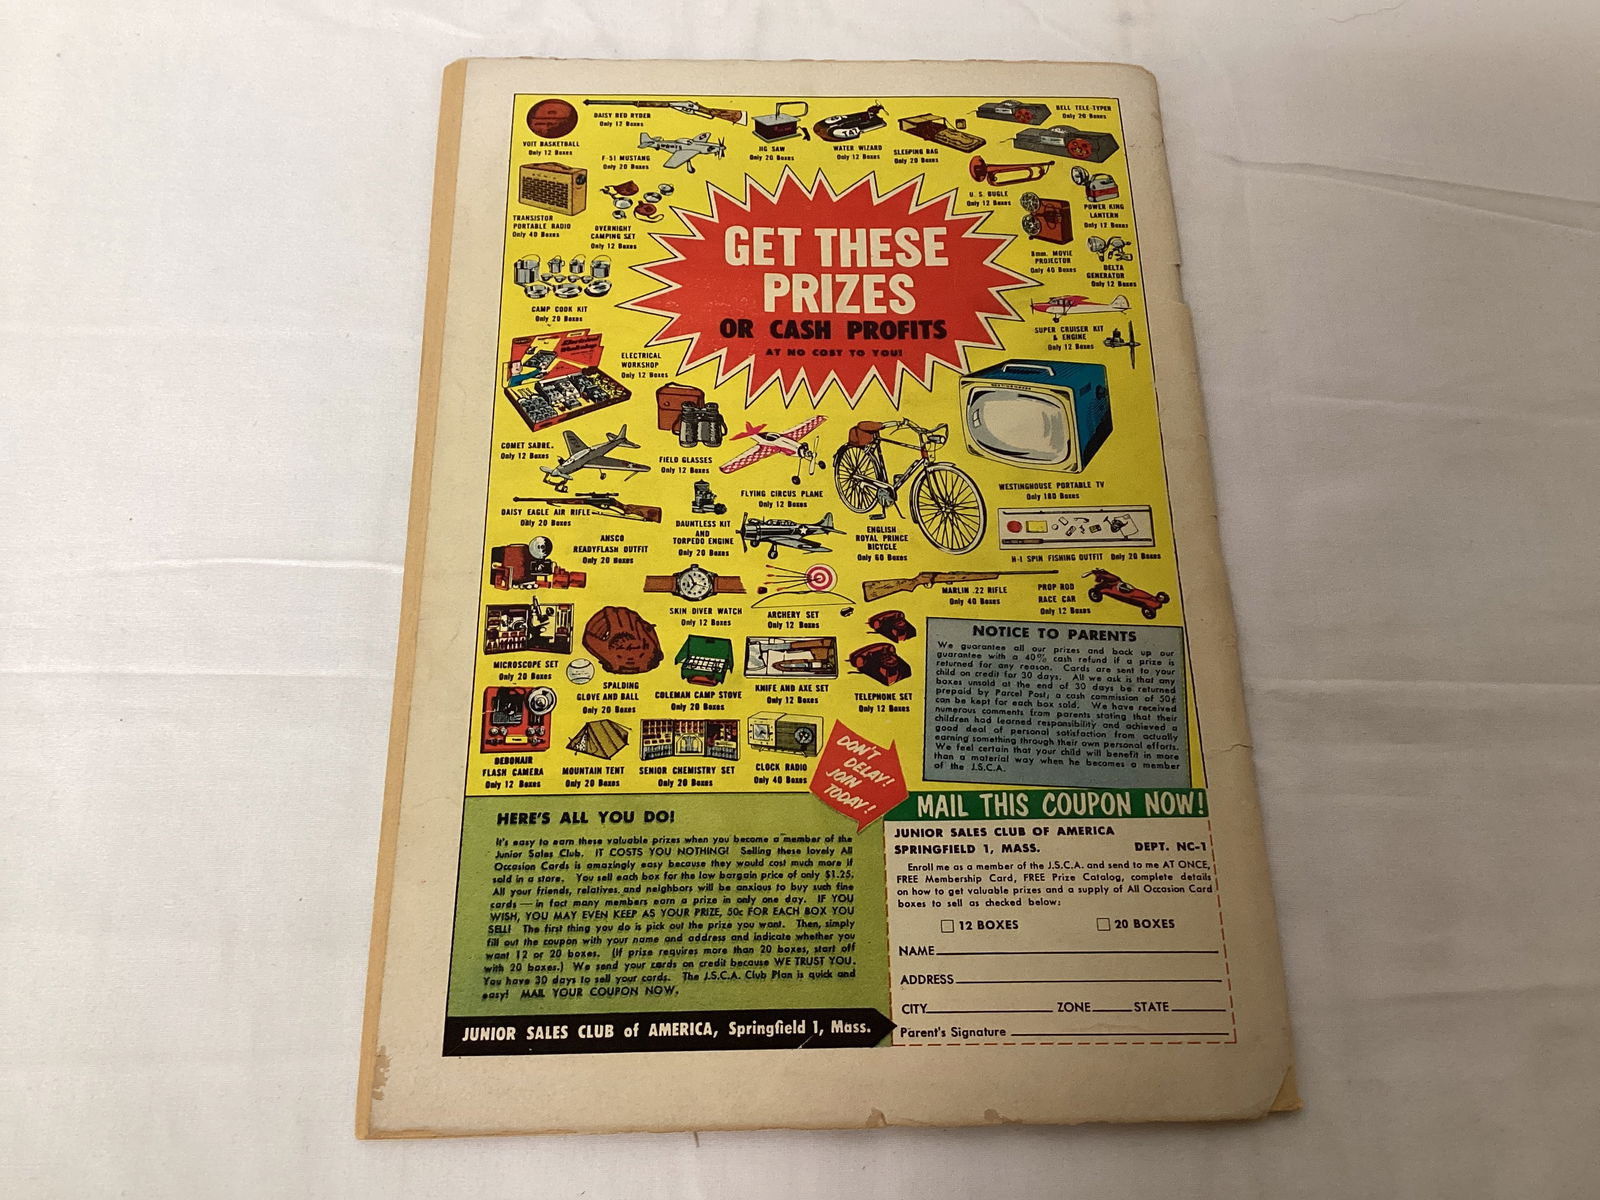 VOIT BASKETBALL
Only 12 Boxes
DAISY RED RYDER
Only 12 Boxes
F-51 MUSTANG
Only 20 Boxes
JIG SAW
Only 20 Boxes
WATER WIZARD
Only 12 Boxes
SLEEPING BAG
Only 20 Boxes
BELL TELE-TYPER
Only 20 Boxes
TRANSISTOR
PORTABLE RADIO
Only 40 Boxes
OVERNIGHT
CAMPING SET
Only 12 Boxes
U. S. BUGLE
Only 12 Boxes
POWER KING
LANTERN
Only 12 Boxes
8mm. MOVIE
PROJECTOR
Only 40 Boxes
DELTA
GENERATOR
Only 12 Boxes
CAMP COOK KIT
Only 20 Boxes
SUPER CRUISER KIT
& ENGINE
Only 12 Boxes
GET THESE
PRIZES
OR CASH PROFITS
AT NO COST TO YOU!
ELECTRICAL
WORKSHOP
Only 12 Boxes
COMET SABRE
Only 12 Boxes
FIELD GLASSES
Only 12 Boxes
FLYING CIRCUS PLANE
Only 12 Boxes
WESTINGHOUSE PORTABLE TV
Only 180 Boxes
DAISY EAGLE AIR RIFLE
Only 20 Boxes
DAUNTLESS KIT
AND
TORPEDO ENGINE
Only 20 Boxes
ENGLISH
ROYAL PRINCE
BICYCLE
Only 60 Boxes
H-I SPIN FISHING OUTFIT Only 20 Boxes
ANSCO
READYFLASH OUTFIT
Only 20 Boxes
SKIN DIVER WATCH
Only 12 Boxes
ARCHERY SET
Only 12 Boxes
MARLIN .22 RIFLE
Only 40 Boxes
PROP ROD
RACE CAR
Only 12 Boxes
MICROSCOPE SET
Only 20 Boxes
SPALDING
GLOVE AND BALL
Only 20 Boxes
COLEMAN CAMP STOVE
Only 20 Boxes
KNIFE AND AXE SET
Only 12 Boxes
TELEPHONE SET
Only 12 Boxes
DEBONAIR
FLASH CAMERA
Only 12 Boxes
MOUNTAIN TENT
Only 20 Boxes
SENIOR CHEMISTRY SET
Only 20 Boxes
CLOCK RADIO
Only 40 Boxes
DON'T
DELAY!
JOIN
TODAY!
NOTICE TO PARENTS
We guarantee all our prizes and back up our
guarantee with a 40% cash refund if a prize is
returned for any reason. Cards are sent to your
child on credit for 30 days. All we ask is that any
boxes unsold at the end of 30 days be returned
prepaid by Parcel Post; a cash commission of 50¢
can be kept for each box sold. We have received
numerous comments from parents stating that their
children had learned responsibility and achieved a
good deal of personal satisfaction from actually
earning something through their own personal efforts.
We feel certain that your child will benefit in more
than a material way when he becomes a member
of the J.S.C.A.
HERE'S ALL YOU DO!
It's easy to earn these valuable prizes when you become a member of the
Junior Sales Club. IT COSTS YOU NOTHING! Selling these lovely All
Occasion Cards is amazingly easy because they would cost much more if
sold in a store. You sell each box for the low bargain price of only $1.25.
All your friends, relatives and neighbors will be anxious to buy such fine
cards — in fact many members earn a prize in only one day. IF YOU
WISH, YOU MAY EVEN KEEP AS YOUR PRIZE, 50c FOR EACH BOX YOU
SELL! The first thing you do is pick out the prize you want. Then, simply
fill out the coupon with your name and address and indicate whether you
want 12 or 20 boxes. (If prize requires more than 20 boxes, start off
with 20 boxes.) We send your cards on credit because WE TRUST YOU.
You have 30 days to sell your cards. The J.S.C.A. Club Plan is quick and
easy! MAIL YOUR COUPON NOW.
JUNIOR SALES CLUB of AMERICA, Springfield 1, Mass.
MAIL THIS COUPON NOW!
JUNIOR SALES CLUB OF AMERICA
SPRINGFIELD 1, MASS. DEPT. NC-1
Enroll me as a member of the J.S.C.A. and send to me AT ONCE,
FREE Membership Card, FREE Prize Catalog, complete details
on how to get valuable prizes and a supply of All Occasion Card
boxes to sell as checked below:
12 BOXES 20 BOXES
NAME
ADDRESS
CITY ZONE STATE
Parent's Signature